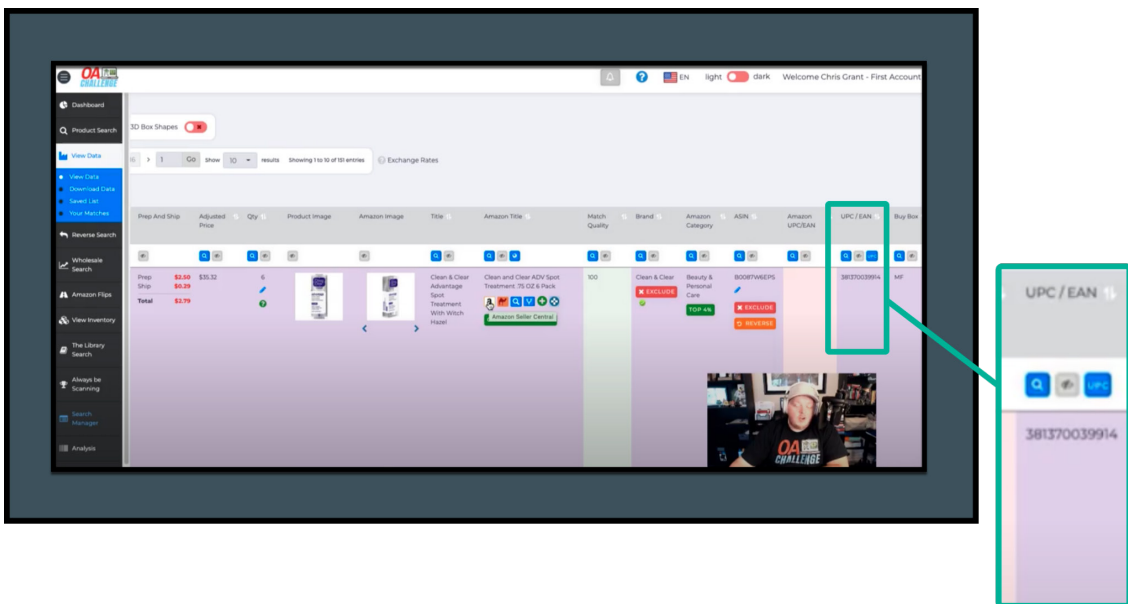 OA
CHALLENGE
EN light dark Welcome Chris Grant - First Account
Dashboard
Product Search
View Data
View Data
Download Data
Saved List
Your Matches
Reverse Search
Wholesale
Search
Amazon Flips
View Inventory
The Library
Search
Always be
Scanning
Search
Manager
Analysis
3D Box Shapes
1 Go Show 10 results Showing 1 to 10 of 151 entries Exchange Rates
Prep And Ship
Adjusted
Price
Qty
Product Image
Amazon Image
Title
Amazon Title
Match
Quality
Brand
Amazon
Category
ASIN
Amazon
UPC/EAN
UPC / EAN
Buy Box
Prep $2.50
Ship $0.29
Total $2.79
$35.32
6
Clean & Clear
Advantage
Spot
Treatment
With Witch
Hazel
Clean and Clear ADV Spot
Treatment .75 OZ 6 Pack
Amazon Seller Central
100
Clean & Clear
EXCLUDE
Beauty &
Personal
Care
TOP 4%
B0087W6EPS
EXCLUDE
REVERSE
381370039914
MF
OA
CHALLENGE
UPC / EAN
UPC
381370039914